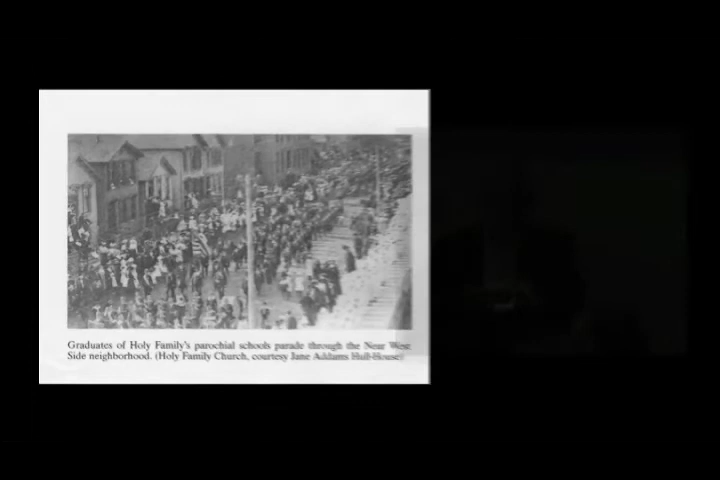 Graduates of Holy Family's parochial schools parade through the Near West
Side neighborhood. (Holy Family Church, courtesy Jane Addams Hull-House)